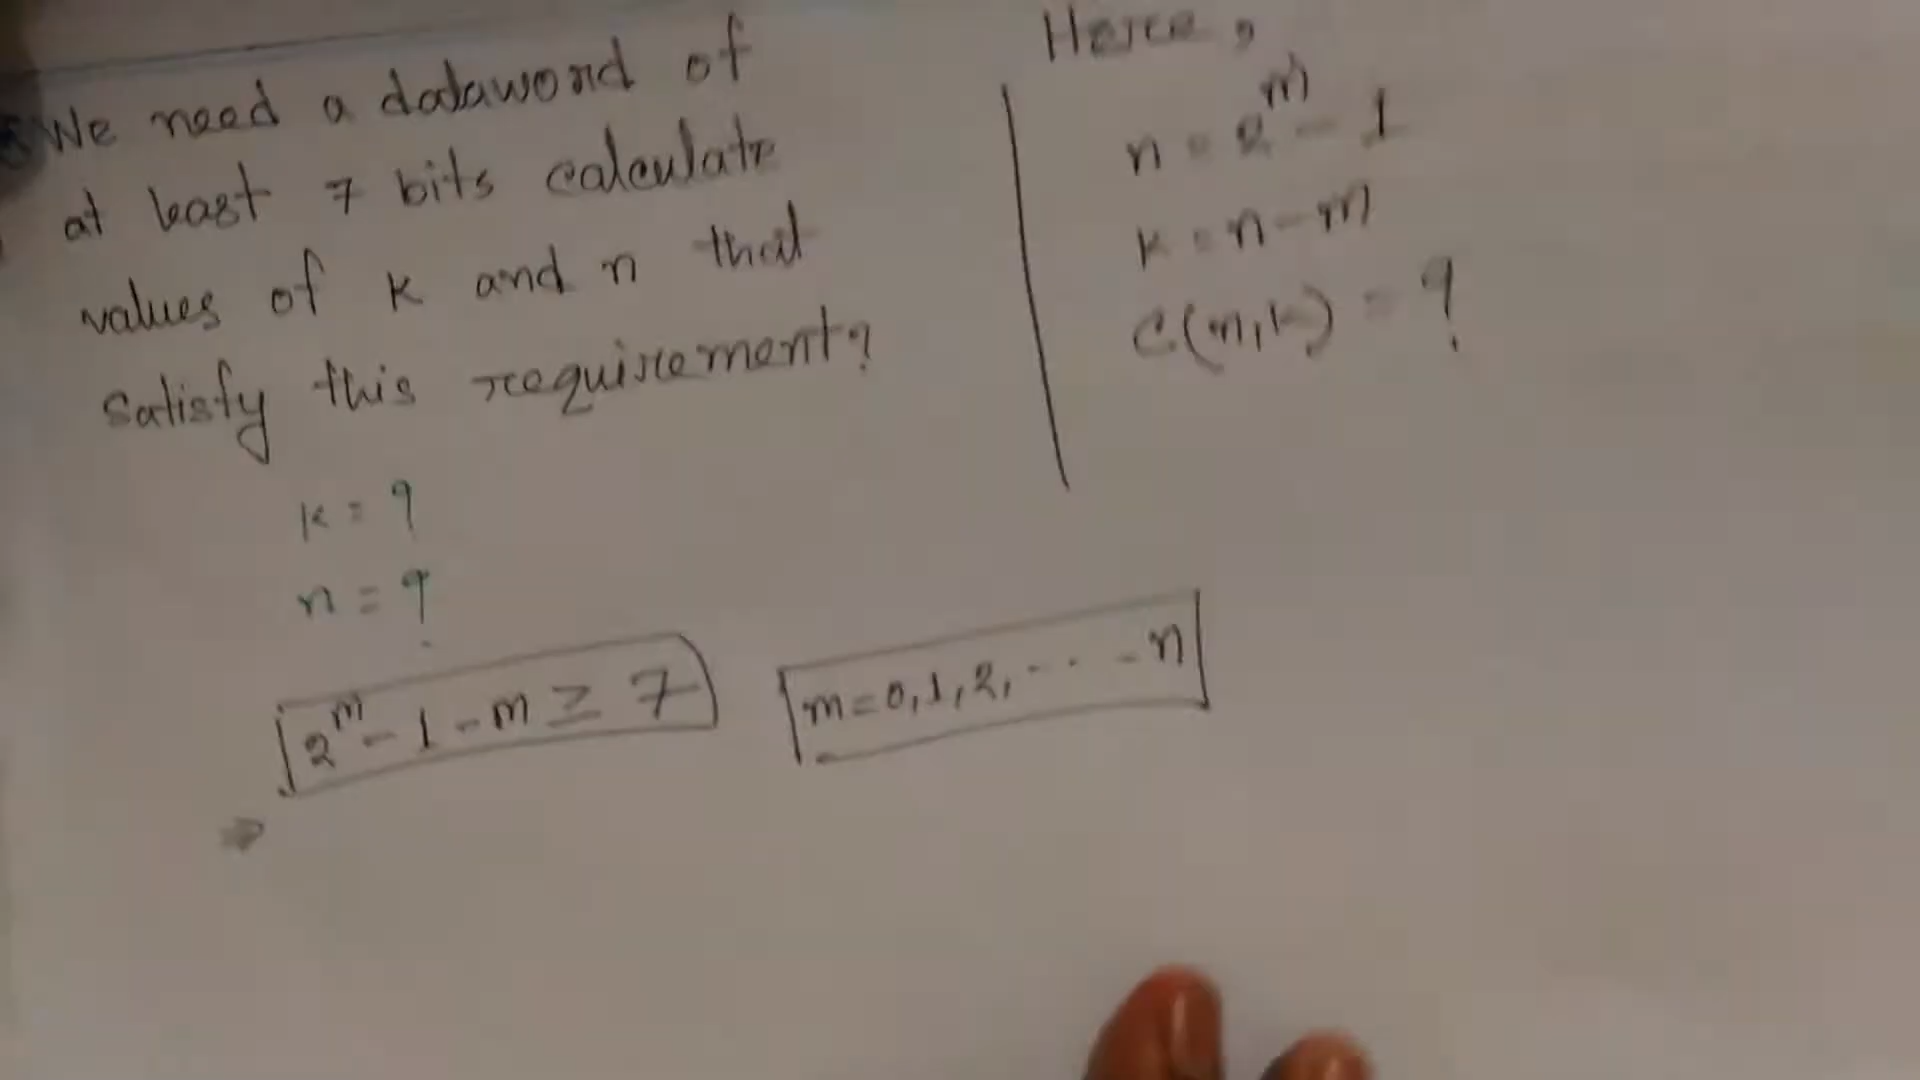 We need a dataword of
at least 7 bits calculate
values of k and n that
satisfy this requirement?
k = ?
n = ?
2^m - 1 - m ≥ 7
m = 0, 1, 2, ... - n
⇒
Here,
n = 2^m - 1
k = n - m
C(n,k) = ?